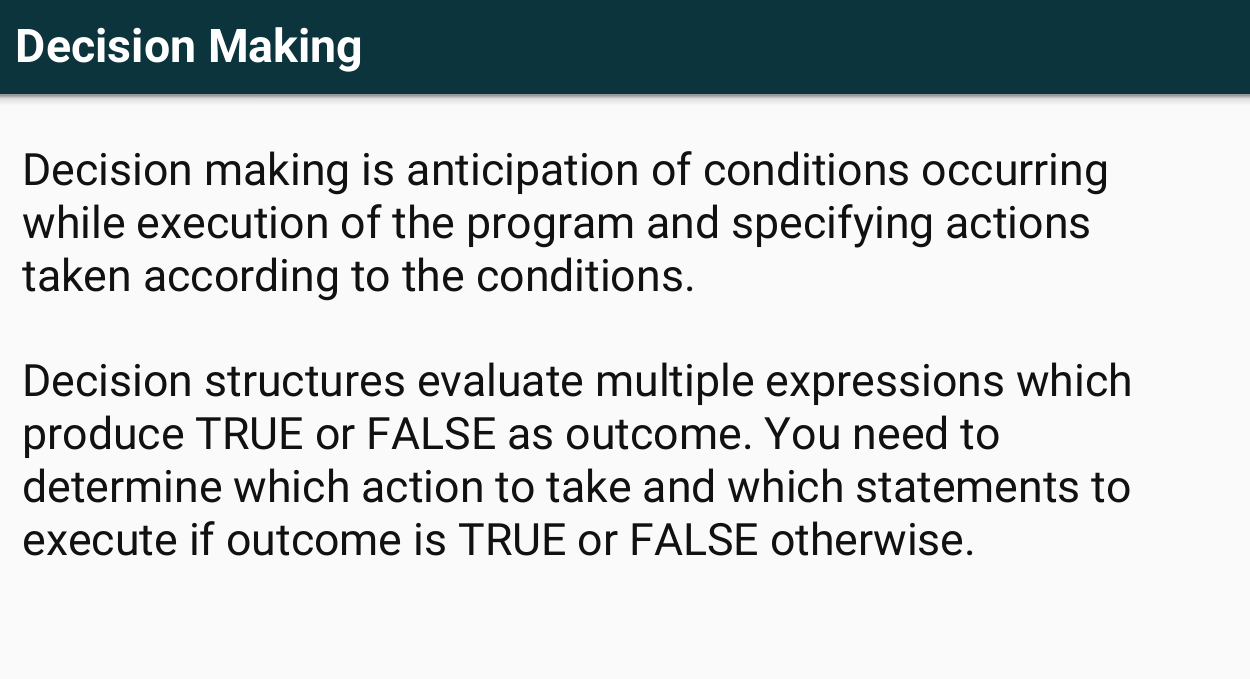 Decision Making
Decision making is anticipation of conditions occurring
while execution of the program and specifying actions
taken according to the conditions.
Decision structures evaluate multiple expressions which
produce TRUE or FALSE as outcome. You need to
determine which action to take and which statements to
execute if outcome is TRUE or FALSE otherwise.